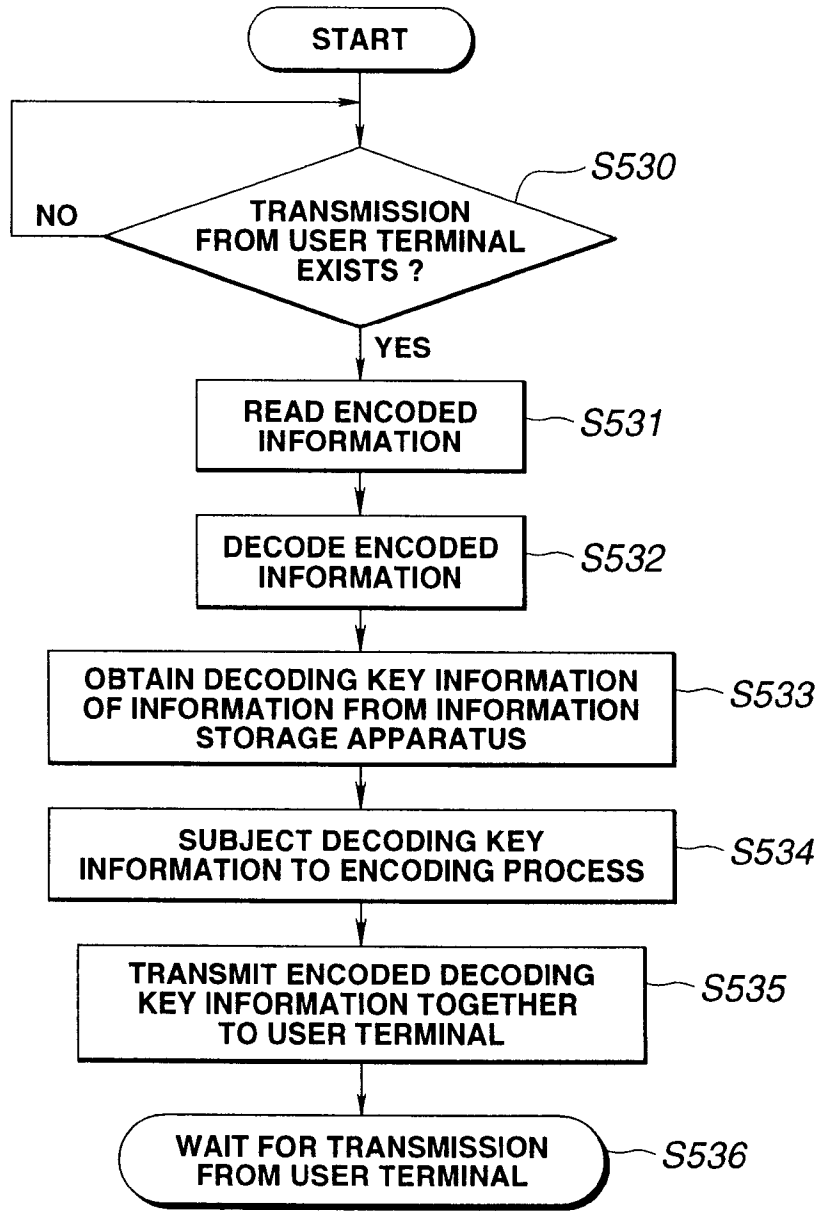 START
S530
NO
TRANSMISSION
FROM USER TERMINAL
EXISTS ?
YES
READ ENCODED
INFORMATION
S531
DECODE ENCODED
INFORMATION
S532
OBTAIN DECODING KEY INFORMATION
OF INFORMATION FROM INFORMATION
STORAGE APPARATUS
S533
SUBJECT DECODING KEY
INFORMATION TO ENCODING PROCESS
S534
TRANSMIT ENCODED DECODING
KEY INFORMATION TOGETHER
TO USER TERMINAL
S535
WAIT FOR TRANSMISSION
FROM USER TERMINAL
S536